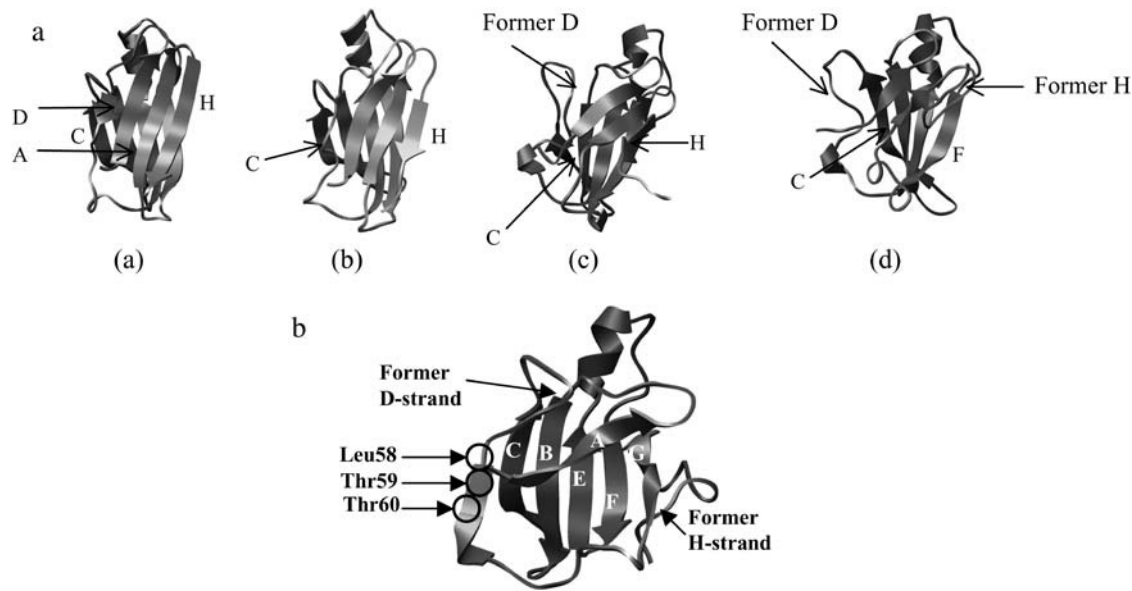 a
D
C
A
H
(a)
C
H
(b)
Former D
H
C
(c)
Former D
Former H
C
F
(d)
b
Former
D-strand
Leu58
Thr59
Thr60
C
B
A
G
E
F
Former
H-strand